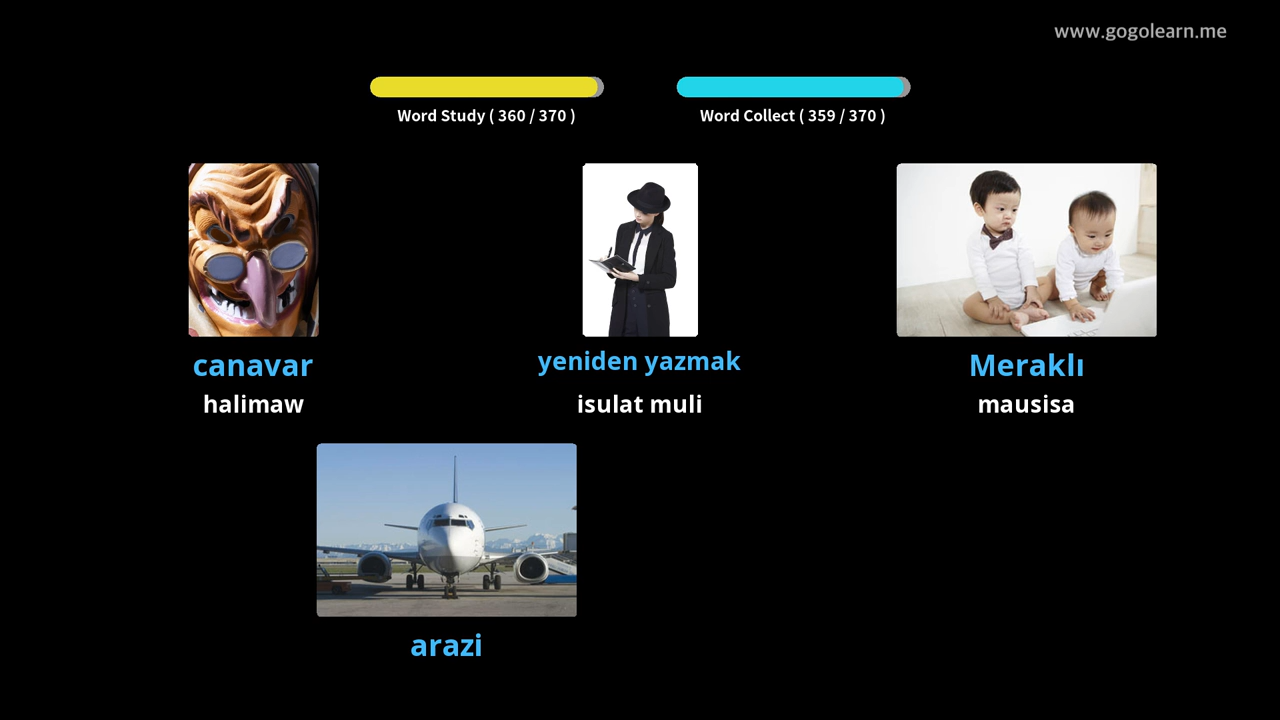 www.gogolearn.me
Word Study ( 360 / 370 )
Word Collect ( 359 / 370 )
canavar
yeniden yazmak
Meraklı
halimaw
isulat muli
mausisa
arazi